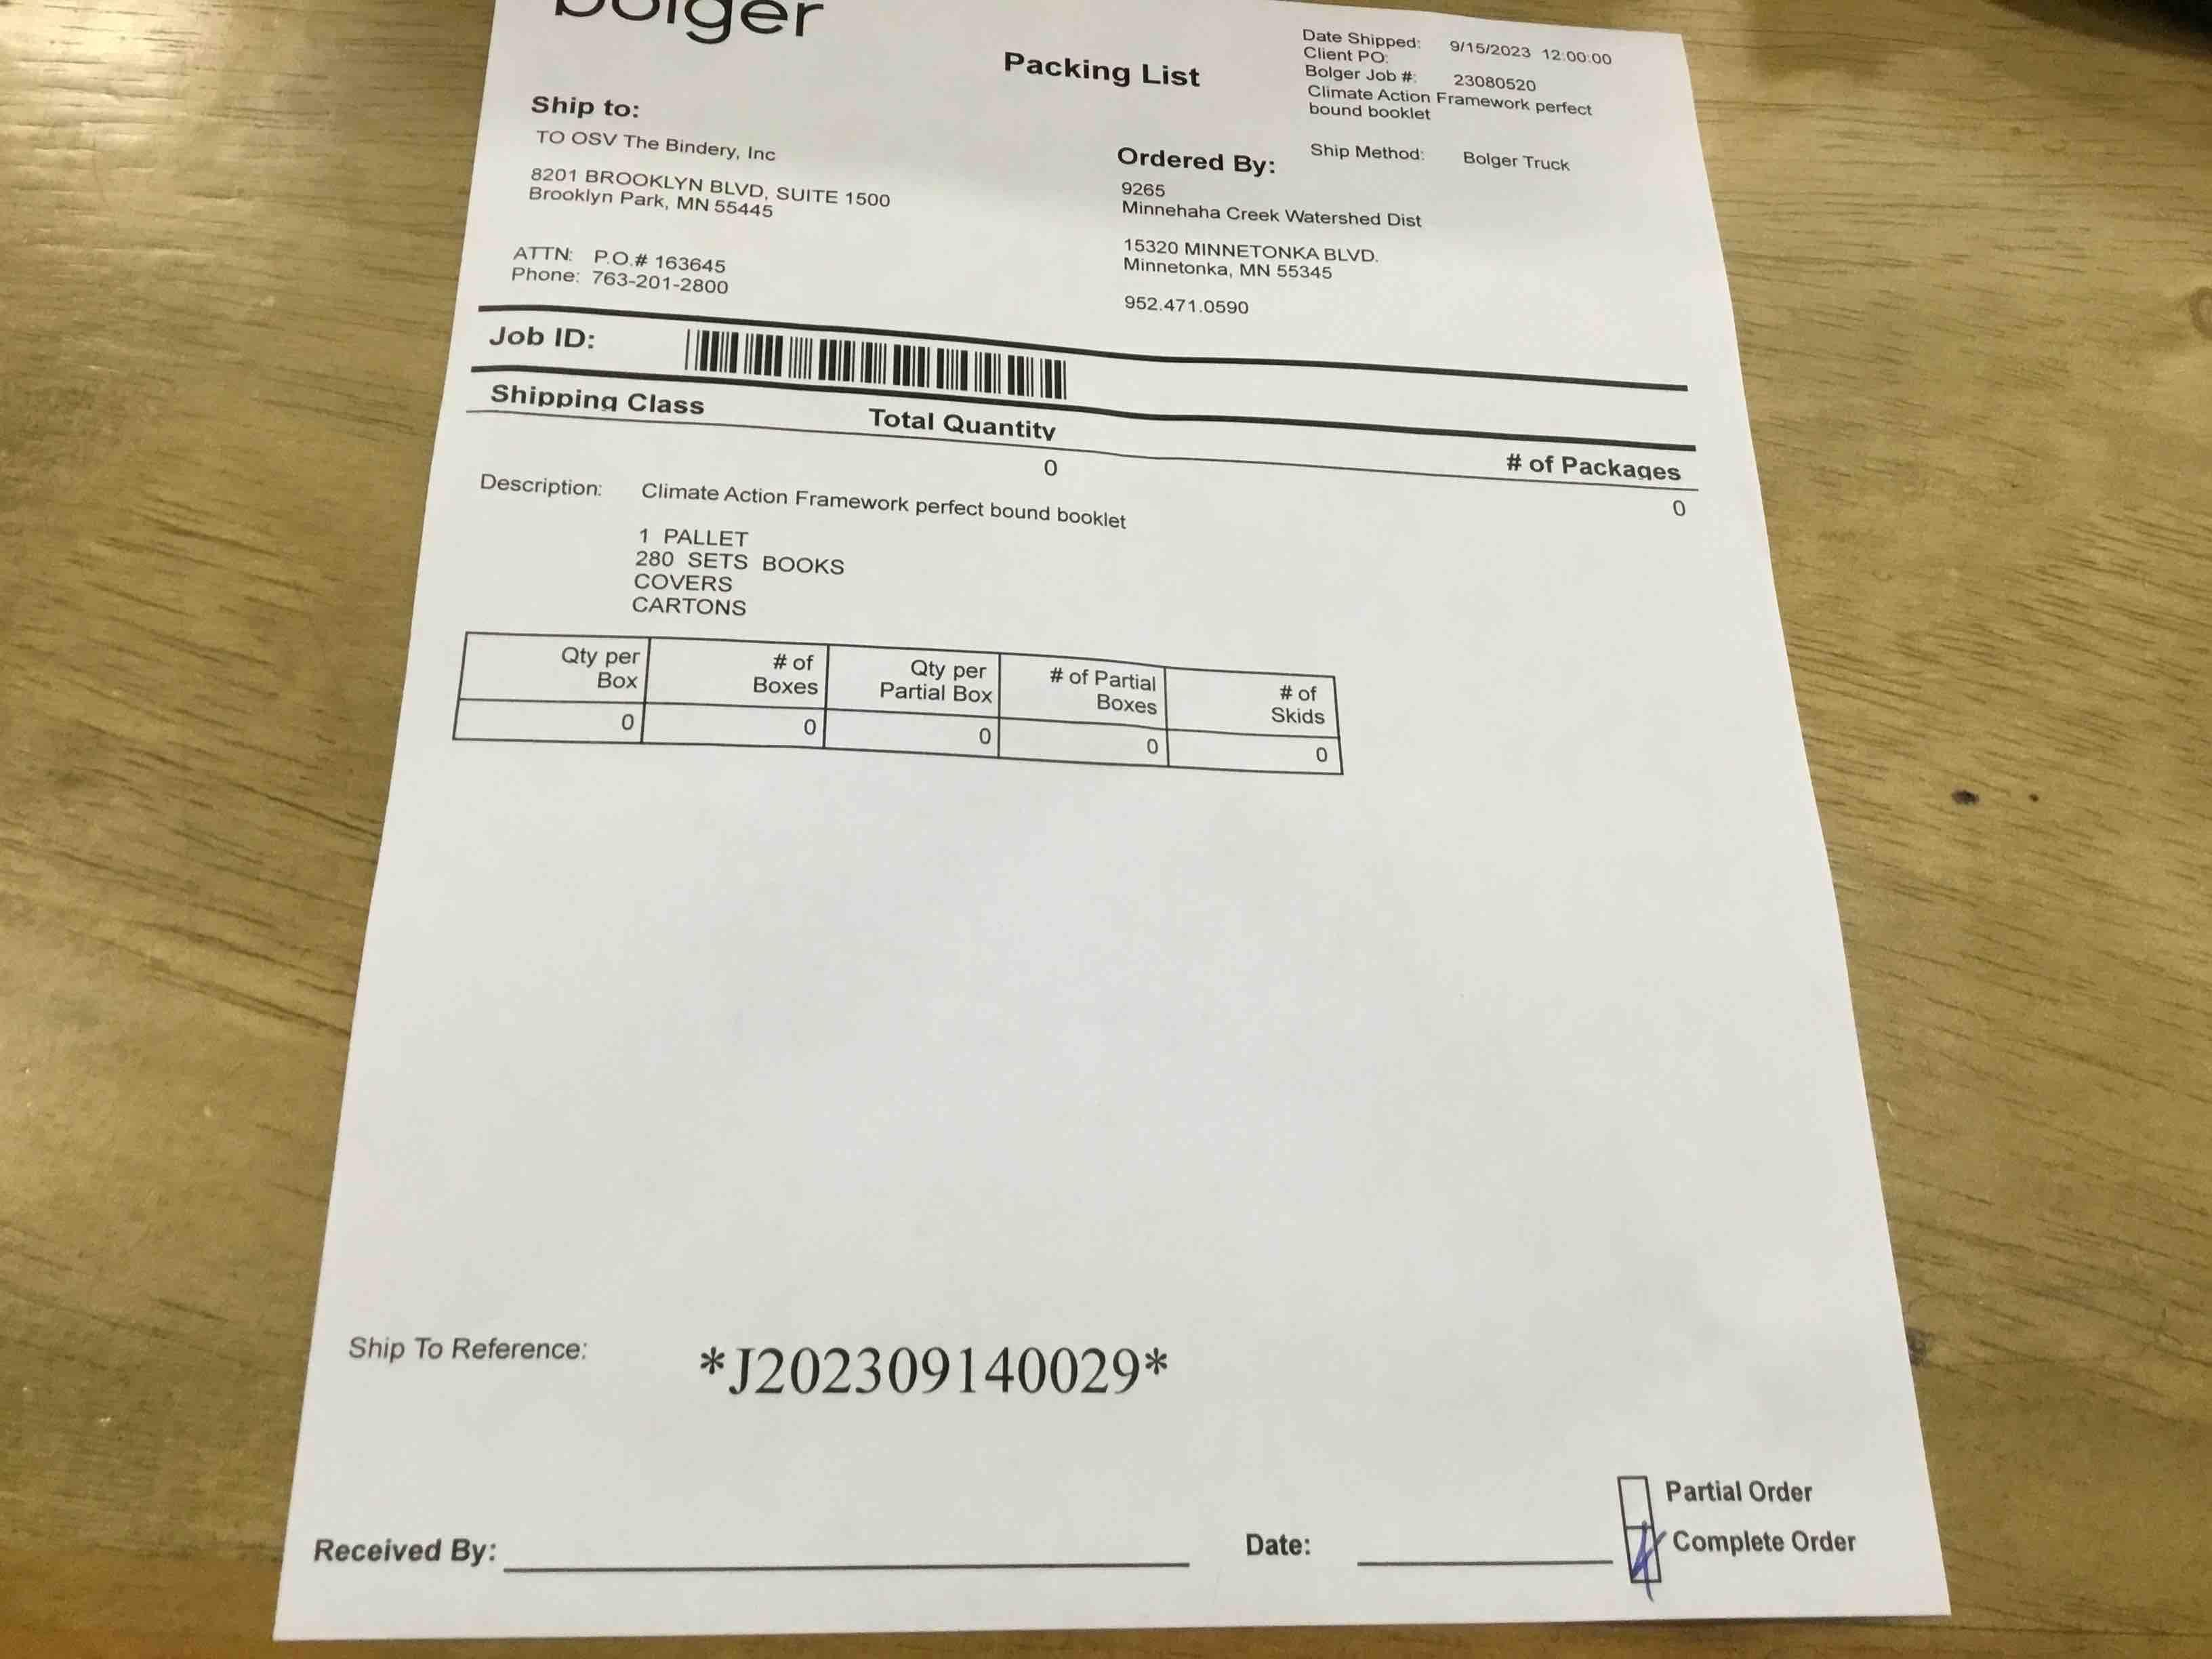 bolger
Packing List
Date Shipped: 9/15/2023 12:00:00
Client PO:
Bolger Job #: 23080520
Climate Action Framework perfect
bound booklet
Ship Method: Bolger Truck
Ship to:
TO OSV The Bindery, Inc
8201 BROOKLYN BLVD, SUITE 1500
Brooklyn Park, MN 55445
ATTN: P.O.# 163645
Phone: 763-201-2800
Ordered By:
9265
Minnehaha Creek Watershed Dist
15320 MINNETONKA BLVD.
Minnetonka, MN 55345
952.471.0590
Job ID:
Shipping Class Total Quantity # of Packages
0 0
Description: Climate Action Framework perfect bound booklet
1 PALLET
280 SETS BOOKS
COVERS
CARTONS
Qty per Box # of Boxes Qty per Partial Box # of Partial Boxes # of Skids
0 0 0 0 0
Ship To Reference: *J202309140029*
Partial Order
Complete Order
Received By: Date: